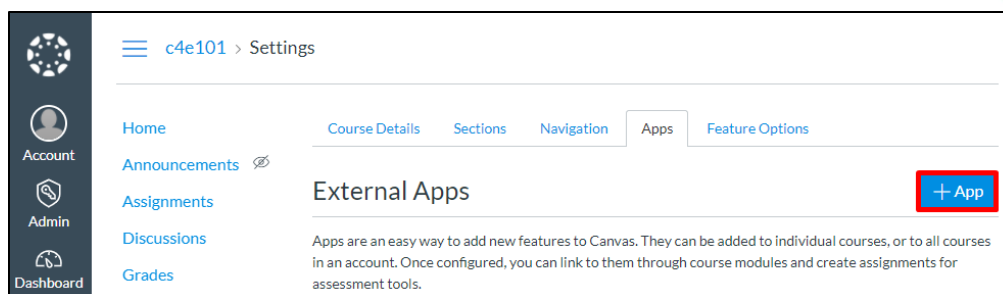 c4e101 > Settings
Account
Admin
Dashboard
Home
Announcements
Assignments
Discussions
Grades
Course Details Sections Navigation Apps Feature Options
External Apps
+ App
Apps are an easy way to add new features to Canvas. They can be added to individual courses, or to all courses
in an account. Once configured, you can link to them through course modules and create assignments for
assessment tools.